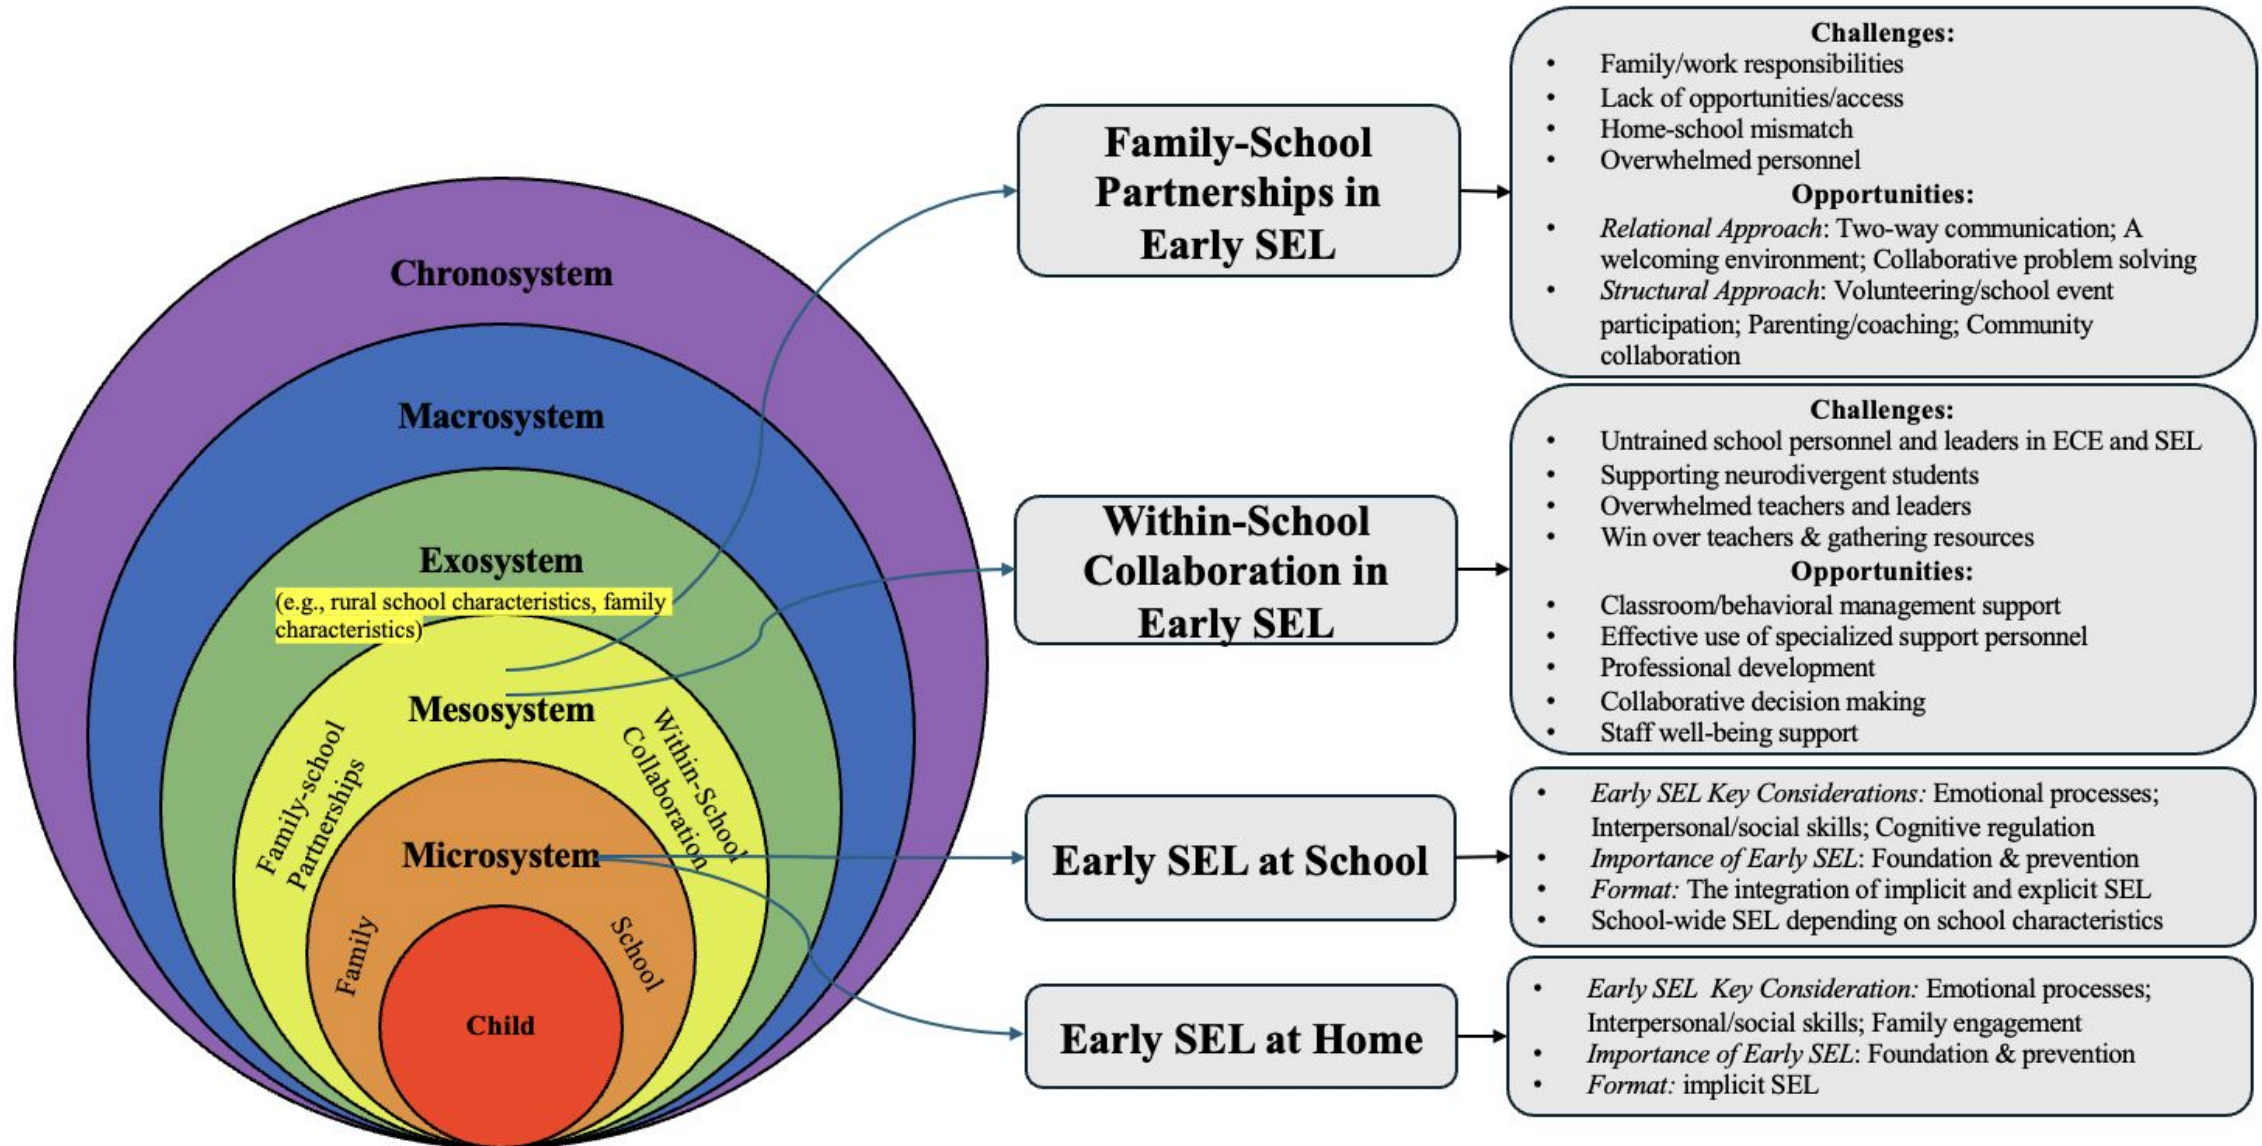 Chronosystem
Macrosystem
Exosystem
(e.g., rural school characteristics, family
characteristics)
Mesosystem
Family-school
Partnerships
Within-School
Collaboration
Microsystem
Family
School
Child
Family-School
Partnerships in
Early SEL
Challenges:
• Family/work responsibilities
• Lack of opportunities/access
• Home-school mismatch
• Overwhelmed personnel
Opportunities:
• Relational Approach: Two-way communication; A
welcoming environment; Collaborative problem solving
• Structural Approach: Volunteering/school event
participation; Parenting/coaching; Community
collaboration
Within-School
Collaboration in
Early SEL
Challenges:
• Untrained school personnel and leaders in ECE and SEL
• Supporting neurodivergent students
• Overwhelmed teachers and leaders
• Win over teachers & gathering resources
Opportunities:
• Classroom/behavioral management support
• Effective use of specialized support personnel
• Professional development
• Collaborative decision making
• Staff well-being support
Early SEL at School
• Early SEL Key Considerations: Emotional processes;
Interpersonal/social skills; Cognitive regulation
• Importance of Early SEL: Foundation & prevention
• Format: The integration of implicit and explicit SEL
• School-wide SEL depending on school characteristics
Early SEL at Home
• Early SEL Key Consideration: Emotional processes;
Interpersonal/social skills; Family engagement
• Importance of Early SEL: Foundation & prevention
• Format: implicit SEL